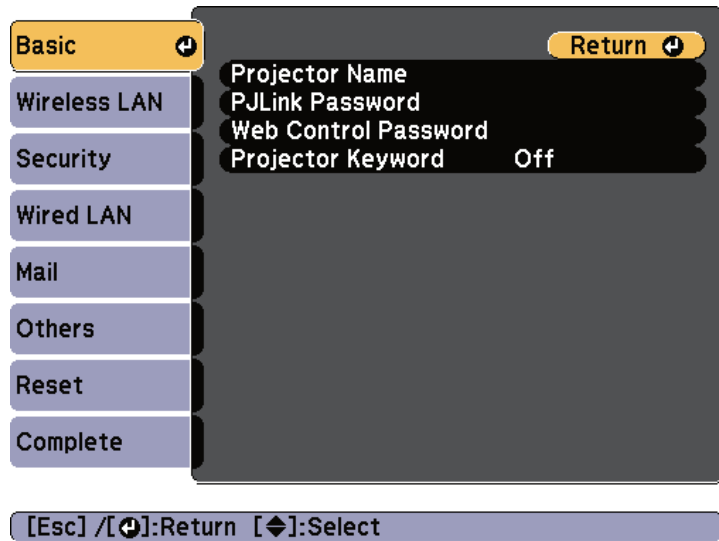 Basic
Wireless LAN
Security
Wired LAN
Mail
Others
Reset
Complete
Return
Projector Name
PJLink Password
Web Control Password
Projector Keyword Off
[Esc] /[⏎]:Return [◆]:Select